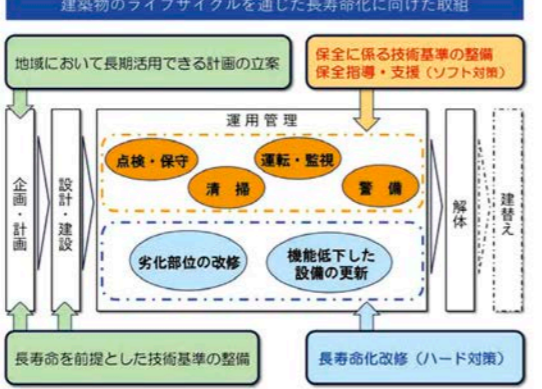 建築物のライフサイクルを通じた長寿命化に向けた取組
地域において長期活用できる計画の立案
保全に係る技術基準の整備
保全指導・支援（ソフト対策）
企画・計画
設計・建設
運用管理
点検・保守
清掃
運転・監視
警備
劣化部位の改修
機能低下した
設備の更新
解体
建替え
長寿命を前提とした技術基準の整備
長寿命化改修（ハード対策）